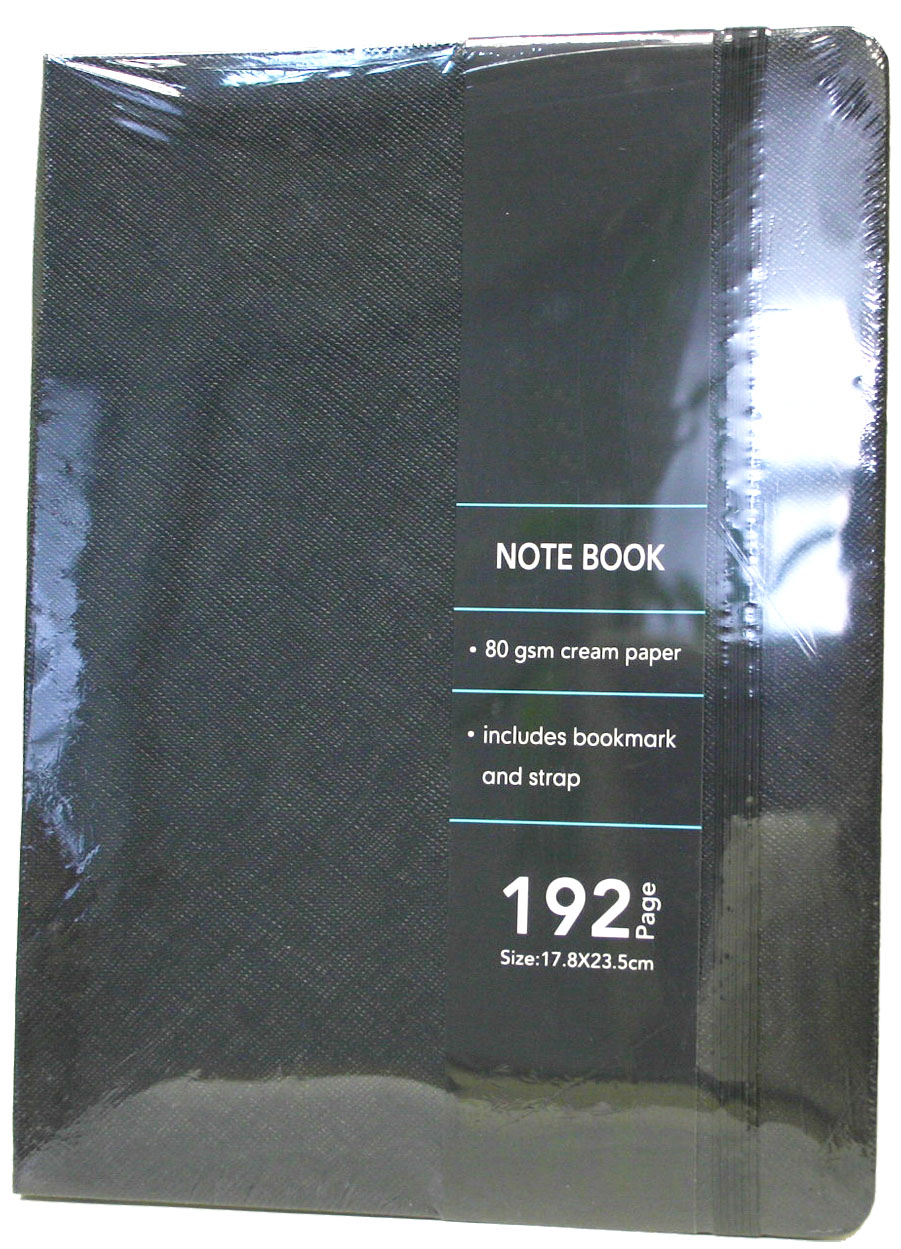 NOTE BOOK
• 80 gsm cream paper
• includes bookmark
and strap
192 Page
Size:17.8X23.5cm